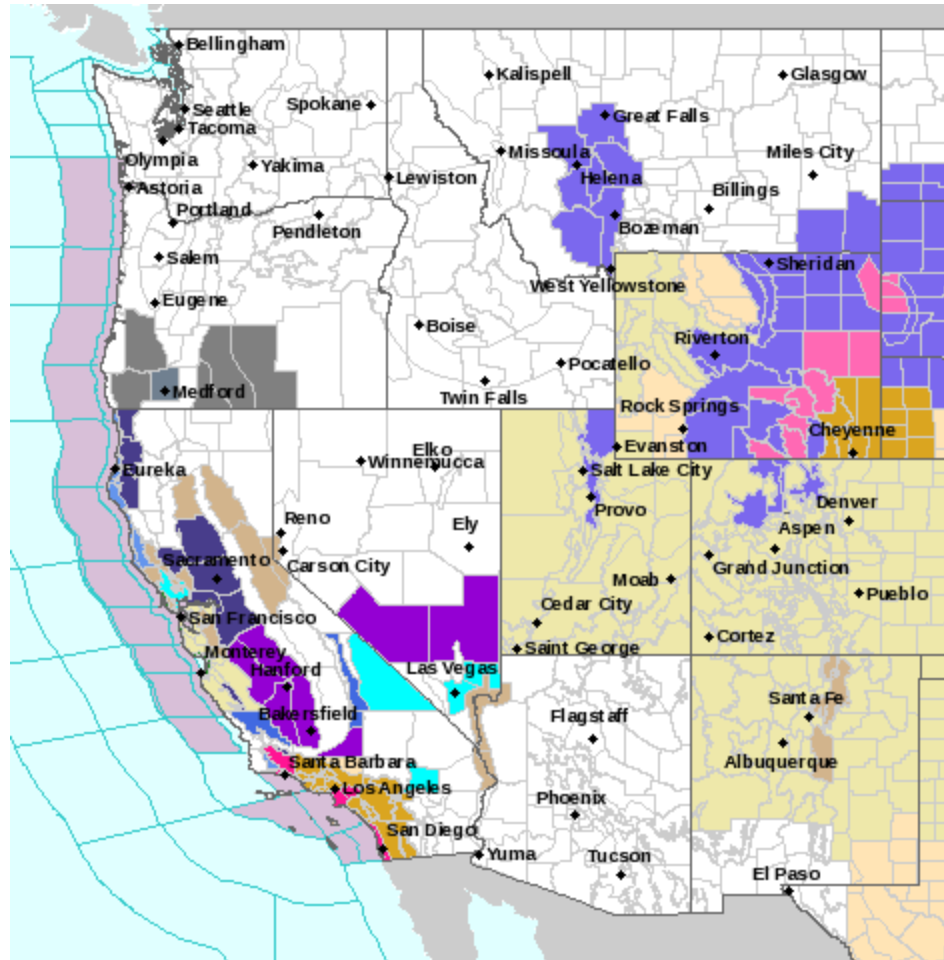 Bellingham
Kalispell
Glasgow
Spokane
Seattle
Great Falls
Tacoma
Olympia
Yakima
Missoula
Miles City
Helena
Lewiston
Astoria
Billings
Portland
Pendleton
Bozeman
Salem
Sheridan
West Yellowstone
Eugene
Boise
Riverton
Pocatello
Medford
Twin Falls
Rock Springs
Cheyenne
Evanston
Elko
Winnemucca
Eureka
Salt Lake City
Provo
Denver
Reno
Ely
Aspen
Sacramento
Carson City
Grand Junction
Moab
Pueblo
Cedar City
San Francisco
Cortez
Saint George
Monterey
Hanford
Las Vegas
Santa Fe
Bakersfield
Flagstaff
Albuquerque
Santa Barbara
Los Angeles
Phoenix
San Diego
Yuma
Tucson
El Paso